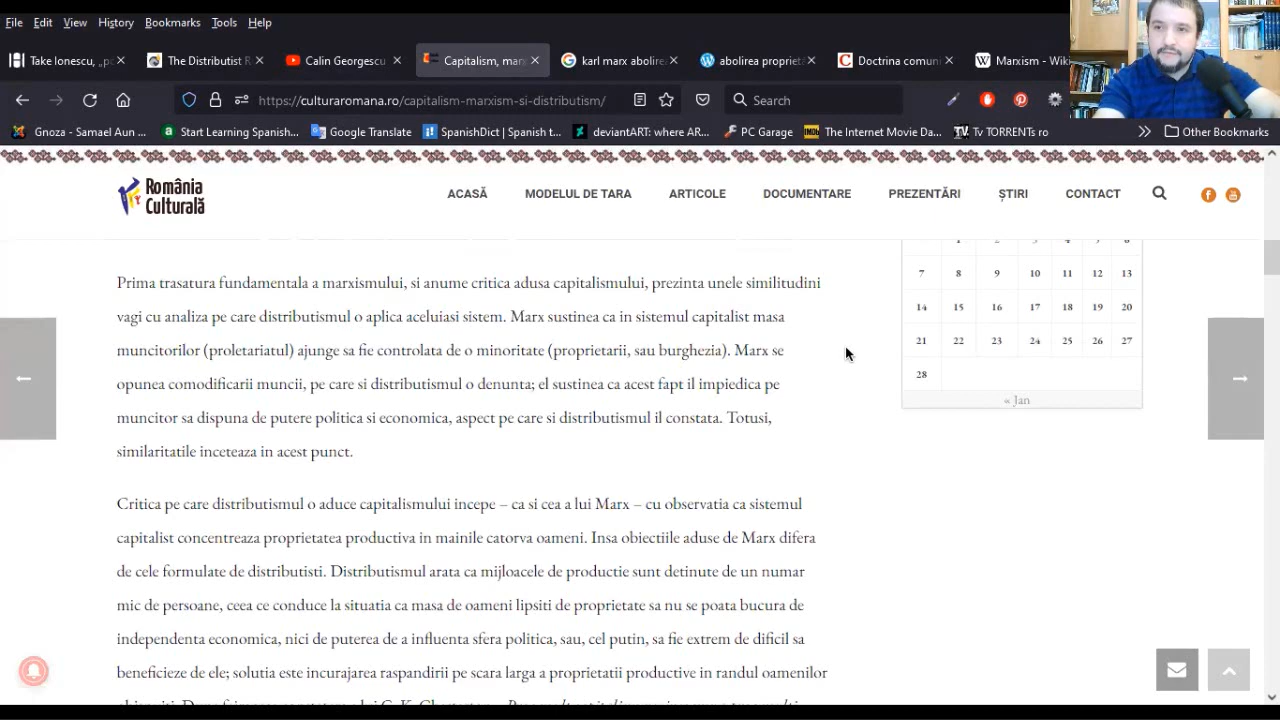 File Edit View History Bookmarks Tools Help
Take Ionescu, „p
The Distributist R
Calin Georgescu
Capitalism, mar
karl marx abolire
abolirea propriet
Doctrina comuni
Marxism - Wik
https://culturaromana.ro/capitalism-marxism-si-distributism/
Search
Gnoza - Samael Aun ...
Start Learning Spanish...
Google Translate
SpanishDict | Spanish t...
deviantART: where AR...
PC Garage
The Internet Movie Da...
Tv TORRENTs ro
Other Bookmarks
România
Culturală
ACASĂ MODELUL DE TARA ARTICOLE DOCUMENTARE PREZENTĂRI ȘTIRI CONTACT
Prima trasatura fundamentala a marxismului, si anume critica adusa capitalismului, prezinta unele similitudini
vagi cu analiza pe care distributismul o aplica aceluiasi sistem. Marx sustinea ca in sistemul capitalist masa
muncitorilor (proletariatul) ajunge sa fie controlata de o minoritate (proprietarii, sau burghezia). Marx se
opunea comodificarii muncii, pe care si distributismul o denunta; el sustinea ca acest fapt il impiedica pe
muncitor sa dispuna de putere politica si economica, aspect pe care si distributismul il constata. Totusi,
similaritatile inceteaza in acest punct.
Critica pe care distributismul o aduce capitalismului incepe – ca si cea a lui Marx – cu observatia ca sistemul
capitalist concentreaza proprietatea productiva in mainile catorva oameni. Insa obiectiile aduse de Marx difera
de cele formulate de distributisti. Distributismul arata ca mijloacele de productie sunt detinute de un numar
mic de persoane, ceea ce conduce la situatia ca masa de oameni lipsiti de proprietate sa nu se poata bucura de
independenta economica, nici de puterea de a influenta sfera politica, sau, cel putin, sa fie extrem de dificil sa
beneficieze de ele; solutia este incurajarea raspandirii pe scara larga a proprietatii productive in randul oamenilor
1 2 3 4 5 6
7 8 9 10 11 12 13
14 15 16 17 18 19 20
21 22 23 24 25 26 27
28
« Jan